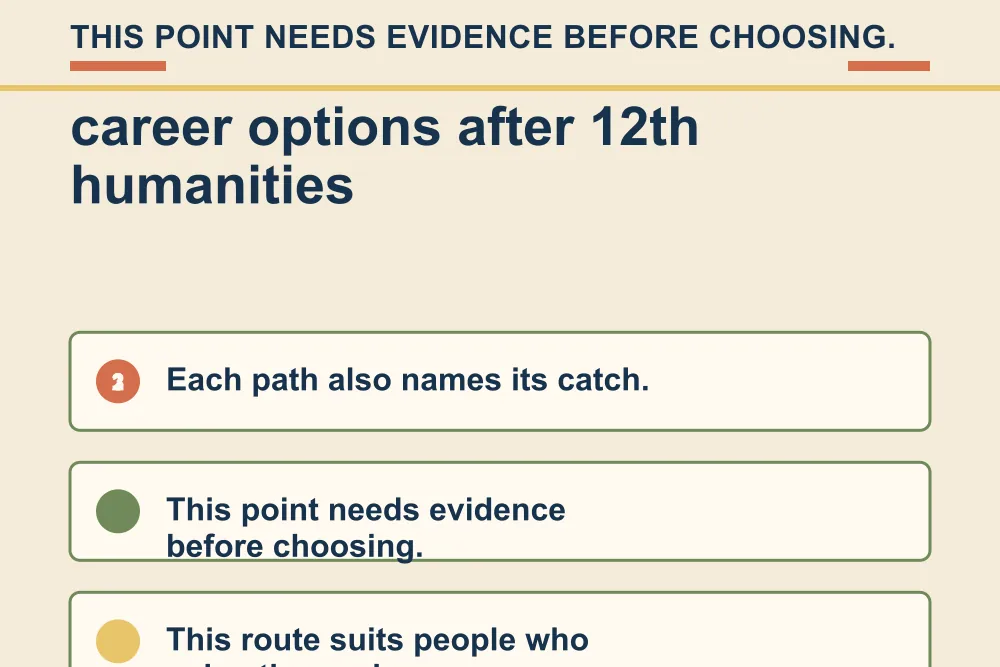 THIS POINT NEEDS EVIDENCE BEFORE CHOOSING.
career options after 12th
humanities
Each path also names its catch.
This point needs evidence
before choosing.
This route suits people who